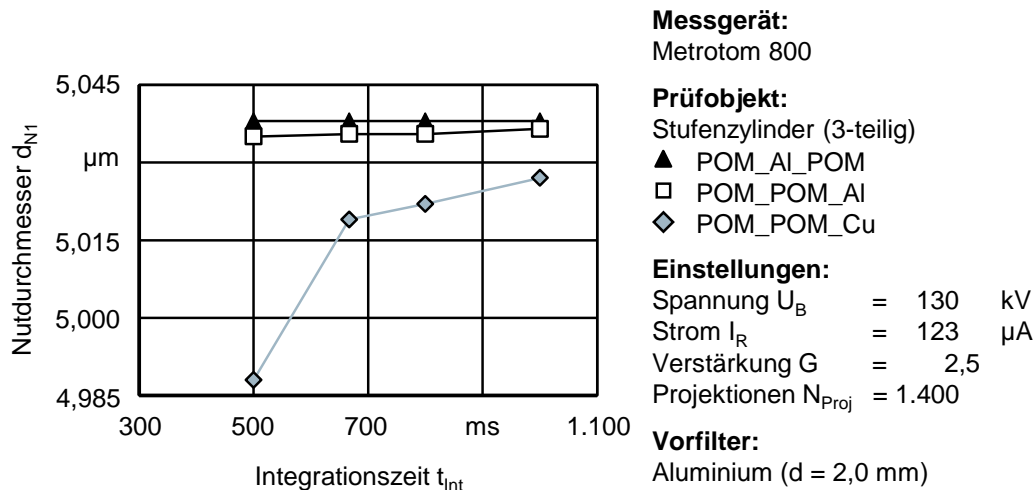 Nutdurchmesser d_N1
5,045
µm
5,015
5,000
4,985
300
500
700
ms
1.100
Integrationszeit t_Int
Messgerät:
Metrotom 800
Prüfobjekt:
Stufenzylinder (3-teilig)
POM_Al_POM
POM_POM_Al
POM_POM_Cu
Einstellungen:
Spannung U_B = 130 kV
Strom I_R = 123 µA
Verstärkung G = 2,5
Projektionen N_Proj = 1.400
Vorfilter:
Aluminium (d = 2,0 mm)